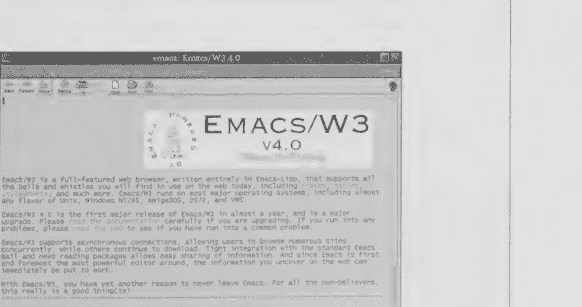 emacs: Emacs/W3 4.0
EMACS/W3
V4.0
Emacs/W3 is a full-featured web browser, written entirely in Emacs-Lisp, that supports all
the bells and whistles you will find in use on the web today, including frames, tables,
stylesheets, and much more. Emacs/W3 runs on most major operating systems, including almost
any flavor of Unix, Windows NT/95, AmigaDOS, OS/2, and VMS.
Emacs/W3 4.0 is the first major release of Emacs/W3 in almost a year, and is a major
upgrade. Please read the documentation carefully if you are upgrading. If you run into any
problems, please read the FAQ to see if you have run into a common problem.
Emacs/W3 supports asynchronous connections, allowing users to browse numerous sites
concurrently, while others continue to download. Tight integration with the standard Emacs
mail and news reading packages allows easy sharing of information. And since Emacs is first
and foremost the most powerful editor around, the information you uncover on the web can
immediately be put to work.
With Emacs/W3, you have yet another reason to never leave Emacs. For all the non-believers,
this really is a good thing(tm).